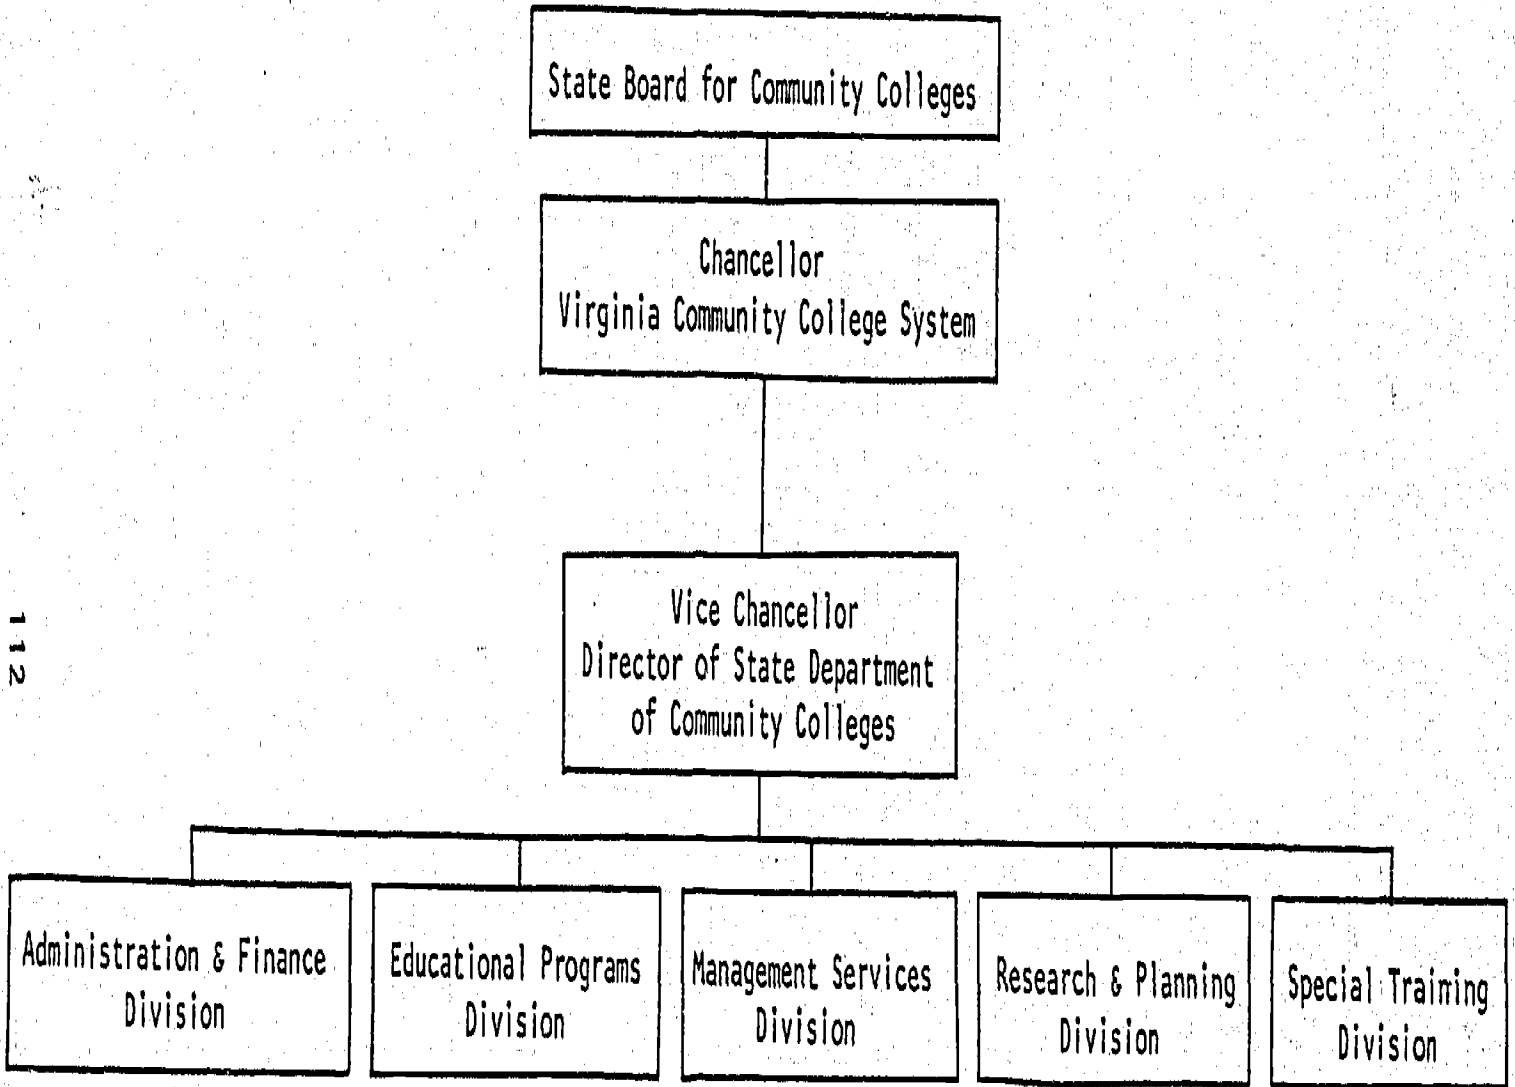 State Board for Community Colleges
Chancellor
Virginia Community College System
Vice Chancellor
Director of State Department
of Community Colleges
Administration & Finance
Division
Educational Programs
Division
Management Services
Division
Research & Planning
Division
Special Training
Division
112